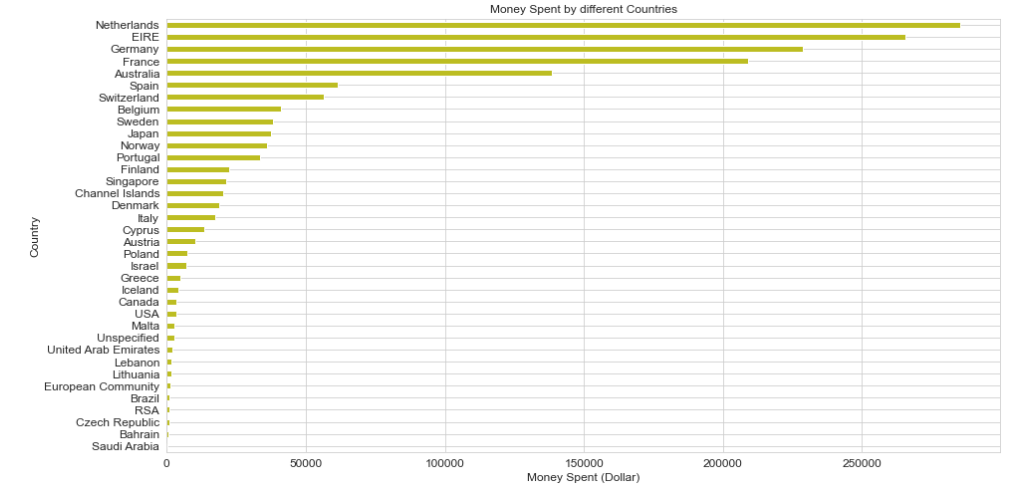 Money Spent by different Countries
Netherlands
EIRE
Germany
France
Australia
Spain
Switzerland
Belgium
Sweden
Japan
Norway
Portugal
Finland
Singapore
Channel Islands
Denmark
Italy
Cyprus
Austria
Poland
Israel
Greece
Iceland
Canada
USA
Malta
Unspecified
United Arab Emirates
Lebanon
Lithuania
European Community
Brazil
RSA
Czech Republic
Bahrain
Saudi Arabia
Country
0 50000 100000 150000 200000 250000
Money Spent (Dollar)